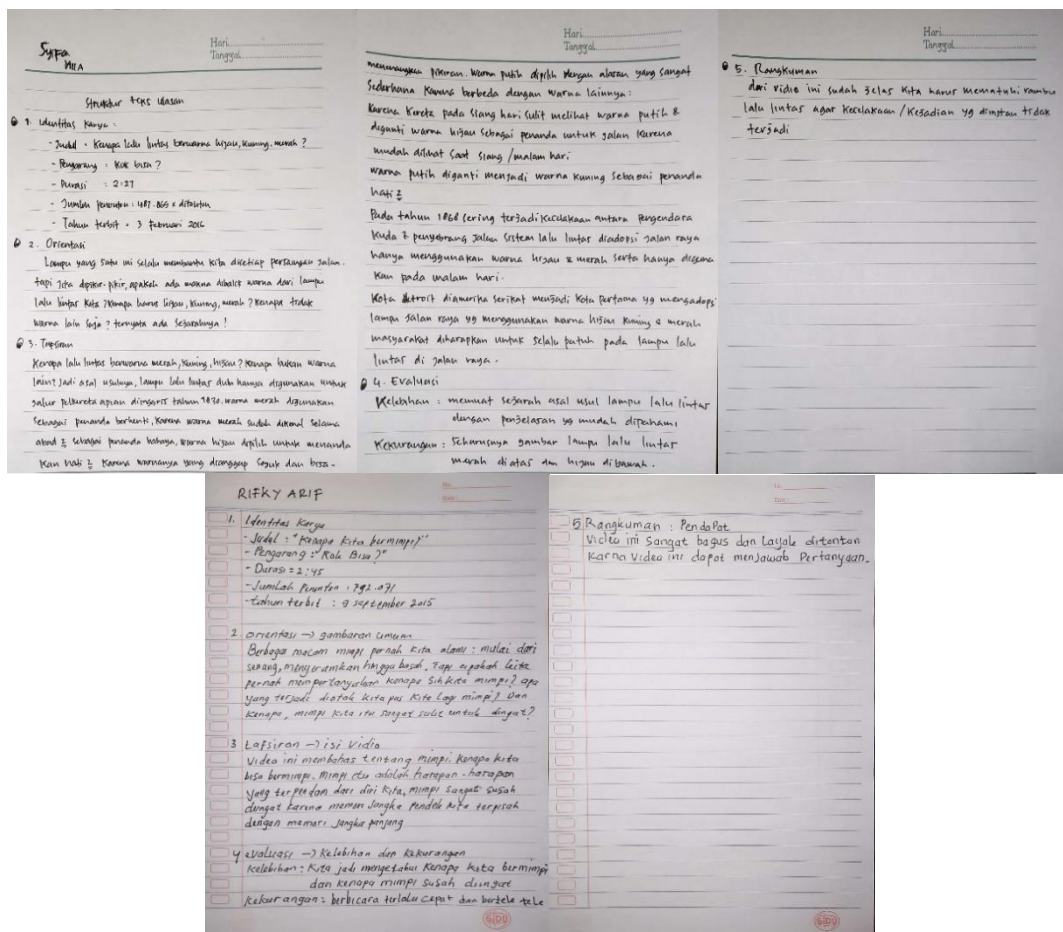 Syifa
VIII A
Hari
Tanggal
Struktur teks ulasan
1. Identitas Karya :
- Judul = Kenapa lalu lintas berwarna hijau, kuning, merah ?
- Pengarang : Kok bisa ?
- Durasi : 2:27
- Jumlah penonton : 487.869 x ditonton
- Tahun terbit = 3 Februari 2016
2. Orientasi
Lampu yang satu ini selalu membantu kita disetiap persimpangan jalan.
tapi jika dipikir-pikir, apakah ada makna dibalik warna dari lampu
lalu lintas kita ? Kenapa harus hijau, kuning, merah ? Kenapa tidak
warna lain saja ? ternyata ada sejarahnya !
3. Tafsiran
Kenapa lalu lintas berwarna merah, kuning, hijau ? Kenapa bukan warna
lain? Jadi asal usulnya, lampu lalu lintas dulu hanya digunakan untuk
jalur perkereta apian diinggris tahun 1830. warna merah digunakan
sebagai penanda berhenti, karena warna merah sudah dikenal selama
abad 2 sebagai penanda bahaya, warna hijau dipilih untuk menanda
kan hati 2 karena warnanya yang dianggap sejuk dan bisa-
Hari
Tanggal
menenangkan pikiran. Warna putih dipilih dengan alasan yang sangat
sederhana karena berbeda dengan warna lainnya :
Karena kereta pada siang hari sulit melihat warna putih &
diganti warna hijau sebagai penanda untuk jalan karena
mudah dilihat saat siang / malam hari
warna putih diganti menjadi warna kuning sebagai penanda
hati 2
Pada tahun 1868 sering terjadi kecelakaan antara pengendara
kuda & penyebrang jalan sistem lalu lintas diadopsi jalan raya
hanya menggunakan warna hijau & merah serta hanya diguna
kan pada malam hari.
Kota detroit diamerika serikat menjadi kota pertama yg mengadopsi
lampu jalan raya yg menggunakan warna hijau kuning & merah
masyarakat diharapkan untuk selalu patuh pada lampu lalu
lintas di jalan raya.
4. Evaluasi
Kelebihan : memuat sejarah asal usul lampu lalu lintas
dengan penjelasan yg mudah dipahami
Kekurangan : Seharusnya gambar lampu lalu lintas
merah diatas dan hijau dibawah.
Hari
Tanggal
5. Rangkuman
dari vidio ini sudah jelas kita harus mematuhi rambu
lalu lintas agar kecelakaan / kejadian yg diinginkan tidak
terjadi
RIFKY ARIF
1. Identitas Karya
- Judul : "Kenapa kita bermimpi?"
- Pengarang : "Kok Bisa?"
- Durasi = 2:45
- Jumlah Penonton : 792.071
- tahun terbit : 9 september 2015
2 orientasi → gambaran umum
Berbagai macam mimpi pernah kita alami : mulai dari
senang, menyeramkan hingga basah. Tapi apakah kita
pernah mempertanyakan kenapa sih kita mimpi? apa
yang terjadi diotak kita pas kita lagi mimpi? Dan
kenapa, mimpi kita itu sangat sulit untuk diingat?
3 Tafsiran → isi vidio
Video ini membahas tentang mimpi. Kenapa kita
bisa bermimpi. Mimpi itu adalah harapan-harapan
yang terpendam dari diri kita, mimpi sangat susah
diingat karena memori jangka pendek kita terpisah
dengan memori jangka panjang
4 evaluasi → Kelebihan dan kekurangan
Kelebihan : Kita jadi mengetahui kenapa kita bermimpi
dan kenapa mimpi susah diingat
Kekurangan : berbicara terlalu cepat dan bertele tele
SIDU
5 Rangkuman : Pendapat
Video ini Sangat bagus dan Layak ditonton
Karna Video ini dapat menjawab Pertanyaan.
SIDU